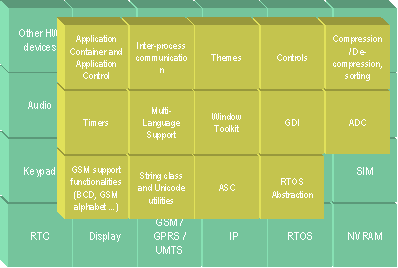 Other HW
devices
Application
Container and
Application
Control
Inter-process
communicatio
n
Themes
Controls
Compression
/ De-
compression,
sorting
Audio
Timers
Multi-
Language
Support
Window
Toolkit
GDI
ADC
Keypad
GSM support
functionalities
(BCD, GSM
alphabet ...)
String class
and Unicode
utilities
ASC
RTOS
Abstraction
SIM
RTC
Display
GSM /
GPRS /
UMTS
IP
RTOS
NVRAM